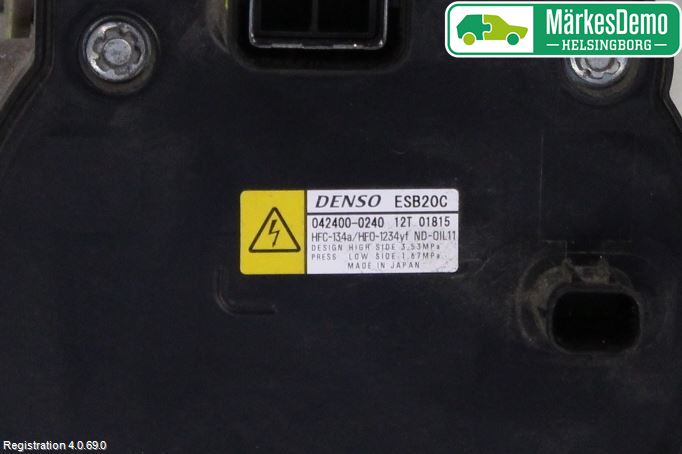 MärkesDemo
HELSINGBORG
DENSO ESB20C
042400-0240 12T 01815
HFC-134a/HFO-1234yf ND-OIL11
DESIGN HIGH SIDE 3.53MPa
PRESS LOW SIDE 1.67MPa
MADE IN JAPAN
Registration 4.0.69.0